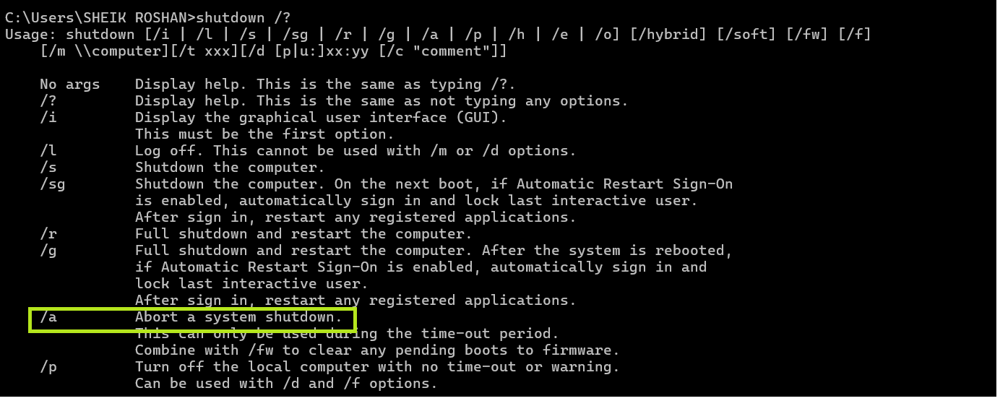 C:\Users\SHEIK ROSHAN>shutdown /?
Usage: shutdown [/i | /l | /s | /sg | /r | /g | /a | /p | /h | /e | /o] [/hybrid] [/soft] [/fw] [/f]
[/m \\computer][/t xxx][/d [p|u:]xx:yy [/c "comment"]]
No args Display help. This is the same as typing /?.
/? Display help. This is the same as not typing any options.
/i Display the graphical user interface (GUI).
This must be the first option.
/l Log off. This cannot be used with /m or /d options.
/s Shutdown the computer.
/sg Shutdown the computer. On the next boot, if Automatic Restart Sign-On
is enabled, automatically sign in and lock last interactive user.
After sign in, restart any registered applications.
/r Full shutdown and restart the computer.
/g Full shutdown and restart the computer. After the system is rebooted,
if Automatic Restart Sign-On is enabled, automatically sign in and
lock last interactive user.
After sign in, restart any registered applications.
/a Abort a system shutdown.
This can only be used during the time-out period.
Combine with /fw to clear any pending boots to firmware.
/p Turn off the local computer with no time-out or warning.
Can be used with /d and /f options.